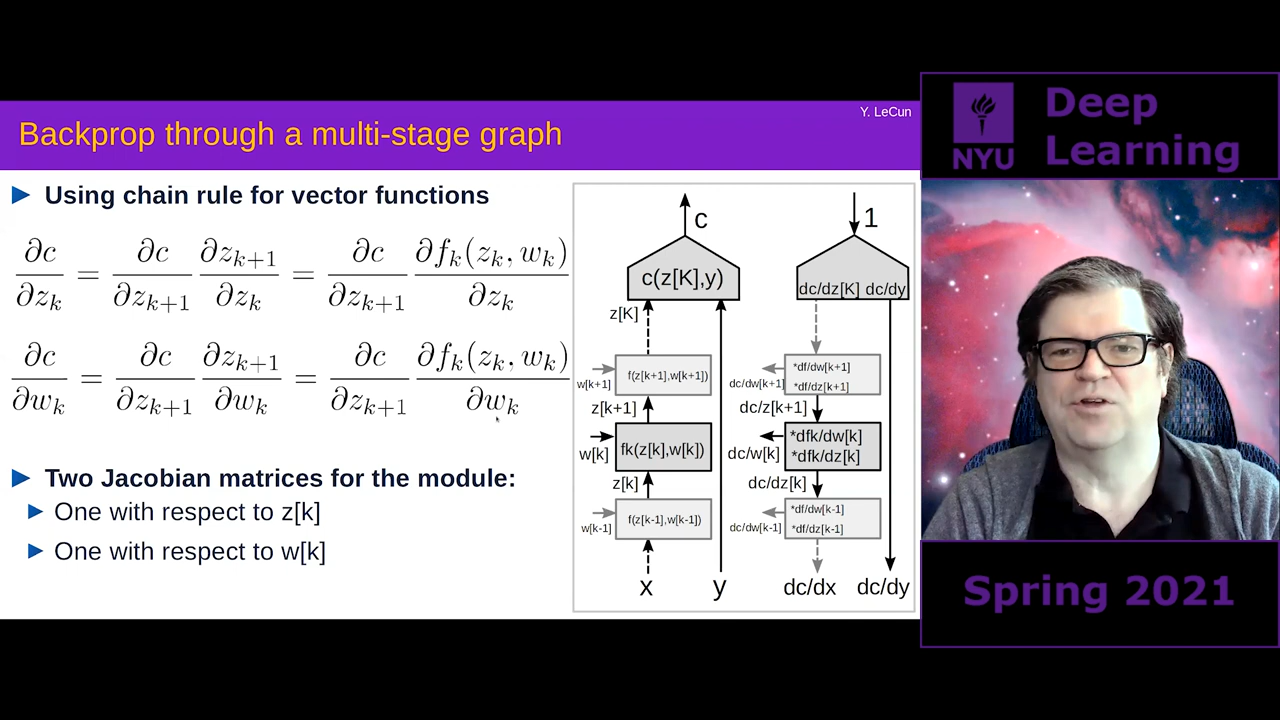 Y. LeCun
Backprop through a multi-stage graph
Using chain rule for vector functions
∂c/∂z_k = ∂c/∂z_{k+1} ∂z_{k+1}/∂z_k = ∂c/∂z_{k+1} ∂f_k(z_k, w_k)/∂z_k
∂c/∂w_k = ∂c/∂z_{k+1} ∂z_{k+1}/∂w_k = ∂c/∂z_{k+1} ∂f_k(z_k, w_k)/∂w_k
Two Jacobian matrices for the module:
One with respect to z[k]
One with respect to w[k]
c
c(z[K],y)
z[K]
w[k+1]
f(z[k+1],w[k+1])
z[k+1]
w[k]
fk(z[k],w[k])
z[k]
w[k-1]
f(z[k-1],w[k-1])
x
y
1
dc/dz[K] dc/dy
*df/dw[k+1]
*df/dz[k+1]
dc/dw[k+1]
dc/z[k+1]
*dfk/dw[k]
*dfk/dz[k]
dc/w[k]
dc/dz[k]
*df/dw[k-1]
*df/dz[k-1]
dc/dw[k-1]
dc/dx
dc/dy
NYU
Deep
Learning
Spring 2021